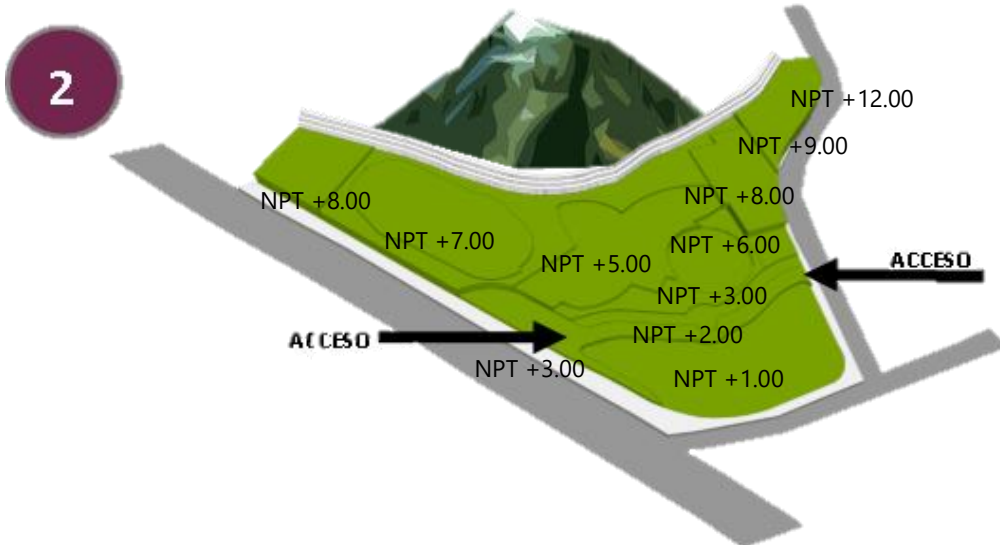 2
NPT +12.00
NPT +9.00
NPT +8.00
NPT +8.00
NPT +7.00
NPT +6.00
NPT +5.00
ACCESO
NPT +3.00
NPT +2.00
ACCESO
NPT +3.00
NPT +1.00